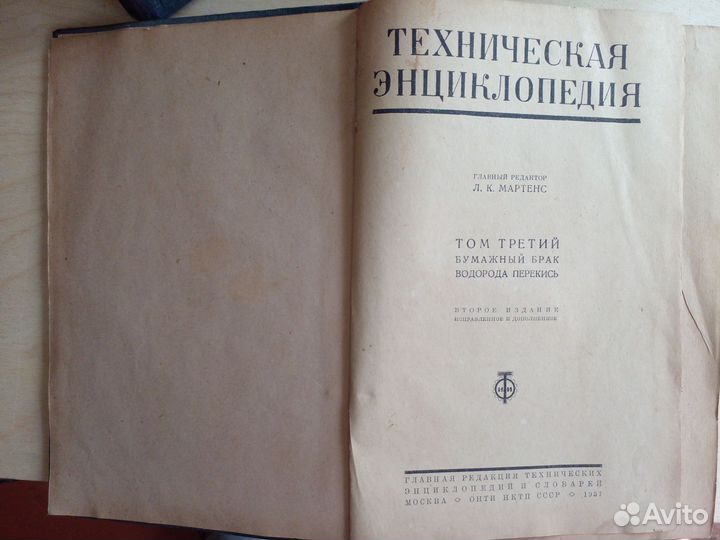 ТЕХНИЧЕСКАЯ
ЭНЦИКЛОПЕДИЯ
ГЛАВНЫЙ РЕДАКТОР
Л. К. МАРТЕНС
ТОМ ТРЕТИЙ
БУМАЖНЫЙ БРАК
ВОДОРОДА ПЕРЕКИСЬ
ВТОРОЕ ИЗДАНИЕ
ИСПРАВЛЕННОЕ И ДОПОЛНЕННОЕ
ГЛАВНАЯ РЕДАКЦИЯ ТЕХНИЧЕСКИХ
ЭНЦИКЛОПЕДИЙ И СЛОВАРЕЙ
МОСКВА ◇ ОНТИ НКТП СССР ◇ 1937
Avito